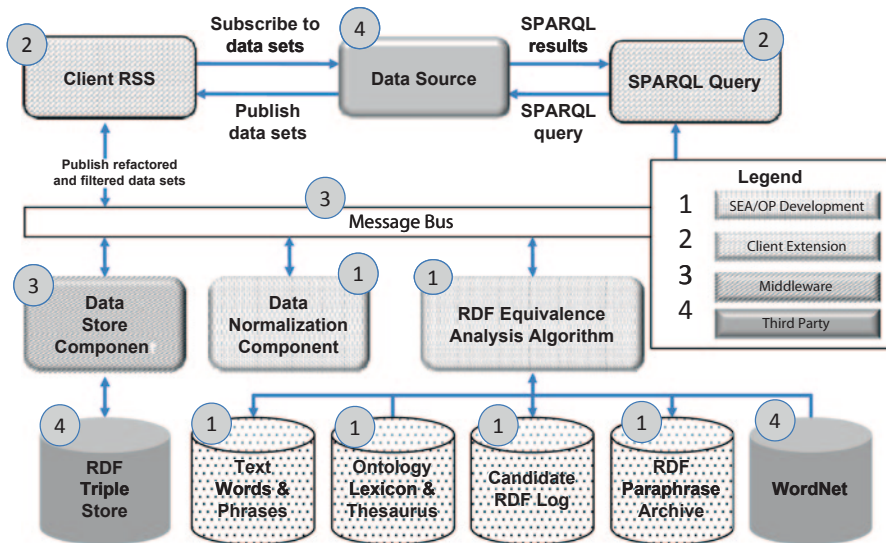 Subscribe to
data sets
4
SPARQL
results
2
Client RSS
Data Source
2
SPARQL Query
Publish
data sets
SPARQL
query
Publish refactored
and filtered data sets
3
Message Bus
Legend
1 SEA/OP Development
2 Client Extension
3 Middleware
4 Third Party
3
Data
Store
Component
1
Data
Normalization
Component
1
RDF Equivalence
Analysis Algorithm
4
RDF
Triple
Store
1
Text
Words &
Phrases
1
Ontology
Lexicon &
Thesaurus
1
Candidate
RDF Log
1
RDF
Paraphrase
Archive
4
WordNet